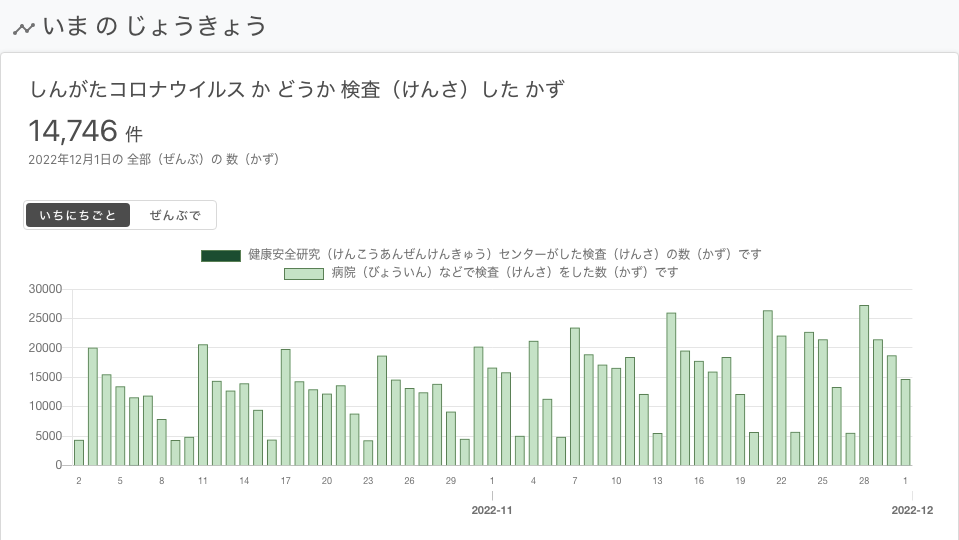 いま の じょうきょう
しんがたコロナウイルス か どうか 検査（けんさ）した かず
14,746 件
2022年12月1日の 全部（ぜんぶ）の 数（かず）
いちにちごと ぜんぶで
健康安全研究（けんこうあんぜんけんきゅう）センターがした検査（けんさ）の数（かず）です
病院（びょういん）などで検査（けんさ）をした数（かず）です
30000
25000
20000
15000
10000
5000
0
2 5 8 11 14 17 20 23 26 29 1 4 7 10 13 16 19 22 25 28 1
2022-11 2022-12